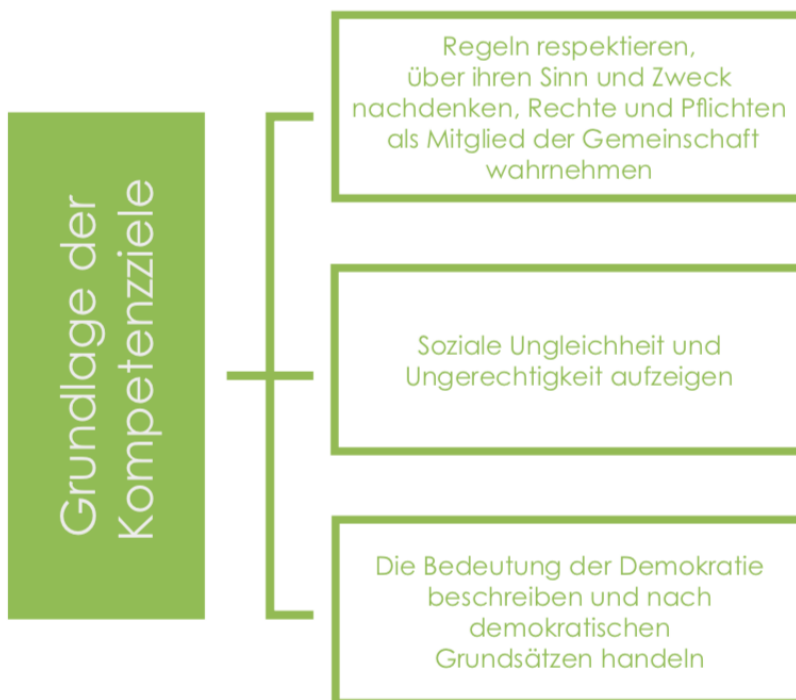 Grundlage der
Kompetenzziele
Regeln respektieren,
über ihren Sinn und Zweck
nachdenken, Rechte und Pflichten
als Mitglied der Gemeinschaft
wahrnehmen
Soziale Ungleichheit und
Ungerechtigkeit aufzeigen
Die Bedeutung der Demokratie
beschreiben und nach
demokratischen
Grundsätzen handeln